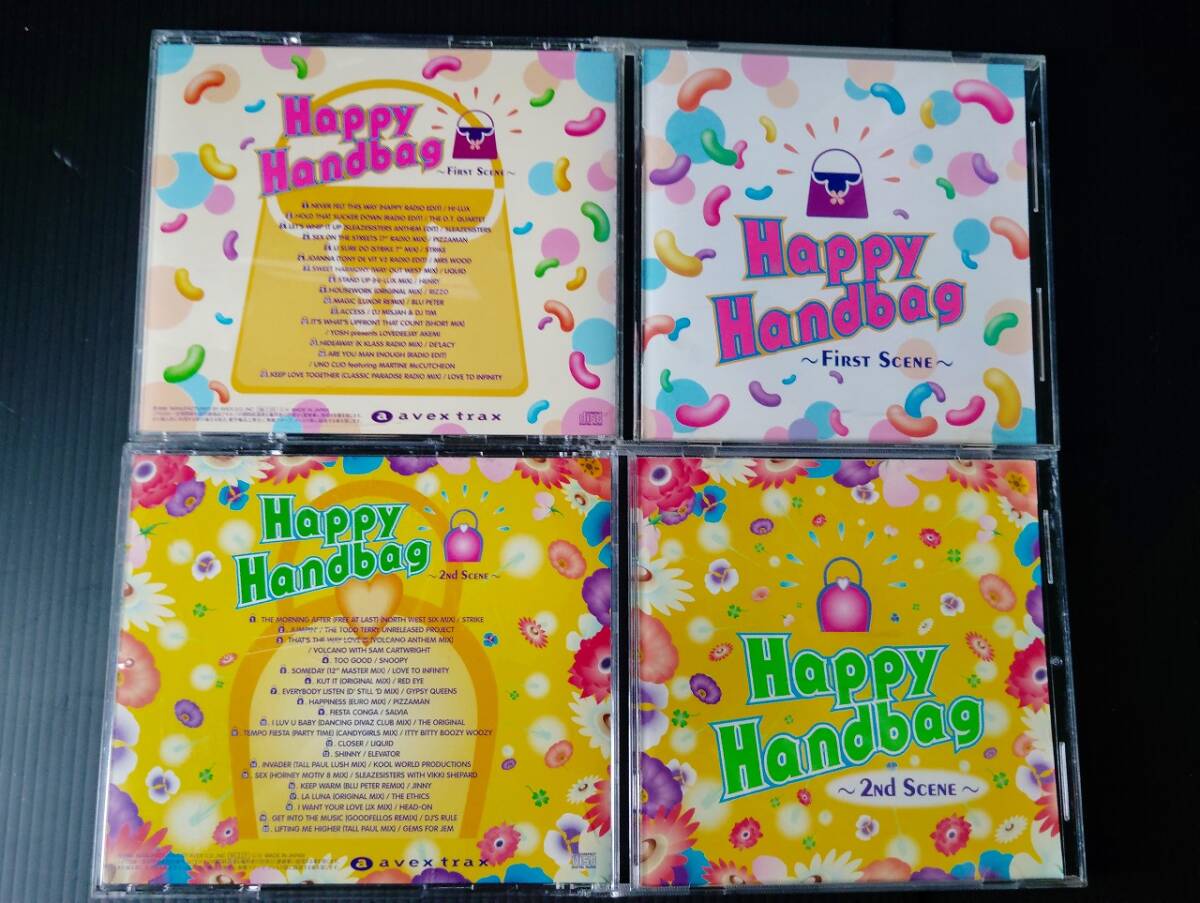 Happy
Handbag
~FIRST SCENE~
NEVER FELT THIS WAY (HAPPY RADIO EDIT) / HI-LUX
HOLD THAT SUCKER DOWN (RADIO EDIT) / THE O.T. QUARTET
LET'S WHIP IT UP (SLEAZESISTERS ANTHEM EDIT) / SLEAZESISTERS
SEX ON THE STREETS (7" RADIO MIX) / PIZZAMAN
U SURE DO (STRIKE 7" MIX) / STRIKE
JOANNA (TONY DE VIT V2 RADIO EDIT) / MRS WOOD
SWEET HARMONY (WAY OUT WEST MIX) / LIQUID
STAND UP (HI-LUX MIX) / HENRY
HOUSEWORK (ORIGINAL MIX) / RIZZO
MAGIC (LUXOR REMIX) / BLU PETER
ACCESS / DJ MISJAH & DJ TIM
IT'S WHAT'S UPFRONT THAT COUNT (SHORT MIX)
/ YOSH presents LOVEDEEJAY AKEMI
HIDEAWAY (K KLASS RADIO MIX) / DE'LACY
ARE YOU MAN ENOUGH (RADIO EDIT)
/ UNO CLIO featuring MARTINE McCUTCHEON
KEEP LOVE TOGETHER (CLASSIC PARADISE RADIO MIX) / LOVE TO INFINITY
a avex trax
Happy
Handbag
~FIRST SCENE~
Happy
Handbag
~2ND SCENE~
THE MORNING AFTER (FREE AT LAST) (NORTH WEST SIX MIX) / STRIKE
JUMPIN' / THE TODD TERRY UNRELEASED PROJECT
THAT'S THE WAY LOVE IS (VOLCANO ANTHEM MIX)
/ VOLCANO WITH SAM CARTWRIGHT
TOO GOOD / SNOOPY
SOMEDAY (12" MASTER MIX) / LOVE TO INFINITY
KUT IT (ORIGINAL MIX) / RED EYE
EVERYBODY LISTEN (D' STILL 'D MIX) / GYPSY QUEENS
HAPPINESS (EURO MIX) / PIZZAMAN
FIESTA CONGA / SALVIA
I LUV U BABY (DANCING DIVAZ CLUB MIX) / THE ORIGINAL
TEMPO FIESTA (PARTY TIME) (CANDYGIRLS MIX) / ITTY BITTY BOOZY WOOZY
CLOSER / LIQUID
SHINNY / ELEVATOR
INVADER (TALL PAUL LUSH MIX) / KOOL WORLD PRODUCTIONS
SEX (HORNEY MOTIV 8 MIX) / SLEAZESISTERS WITH VIKKI SHEPARD
KEEP WARM (BLU PETER REMIX) / JINNY
LA LUNA (ORIGINAL MIX) / THE ETHICS
I WANT YOUR LOVE (JX MIX) / HEAD-ON
GET INTO THE MUSIC (GOODFELLOS REMIX) / DJ'S RULE
LIFTING ME HIGHER (TALL PAUL MIX) / GEMS FOR JEM
a avex trax
Happy
Handbag
~2ND SCENE~